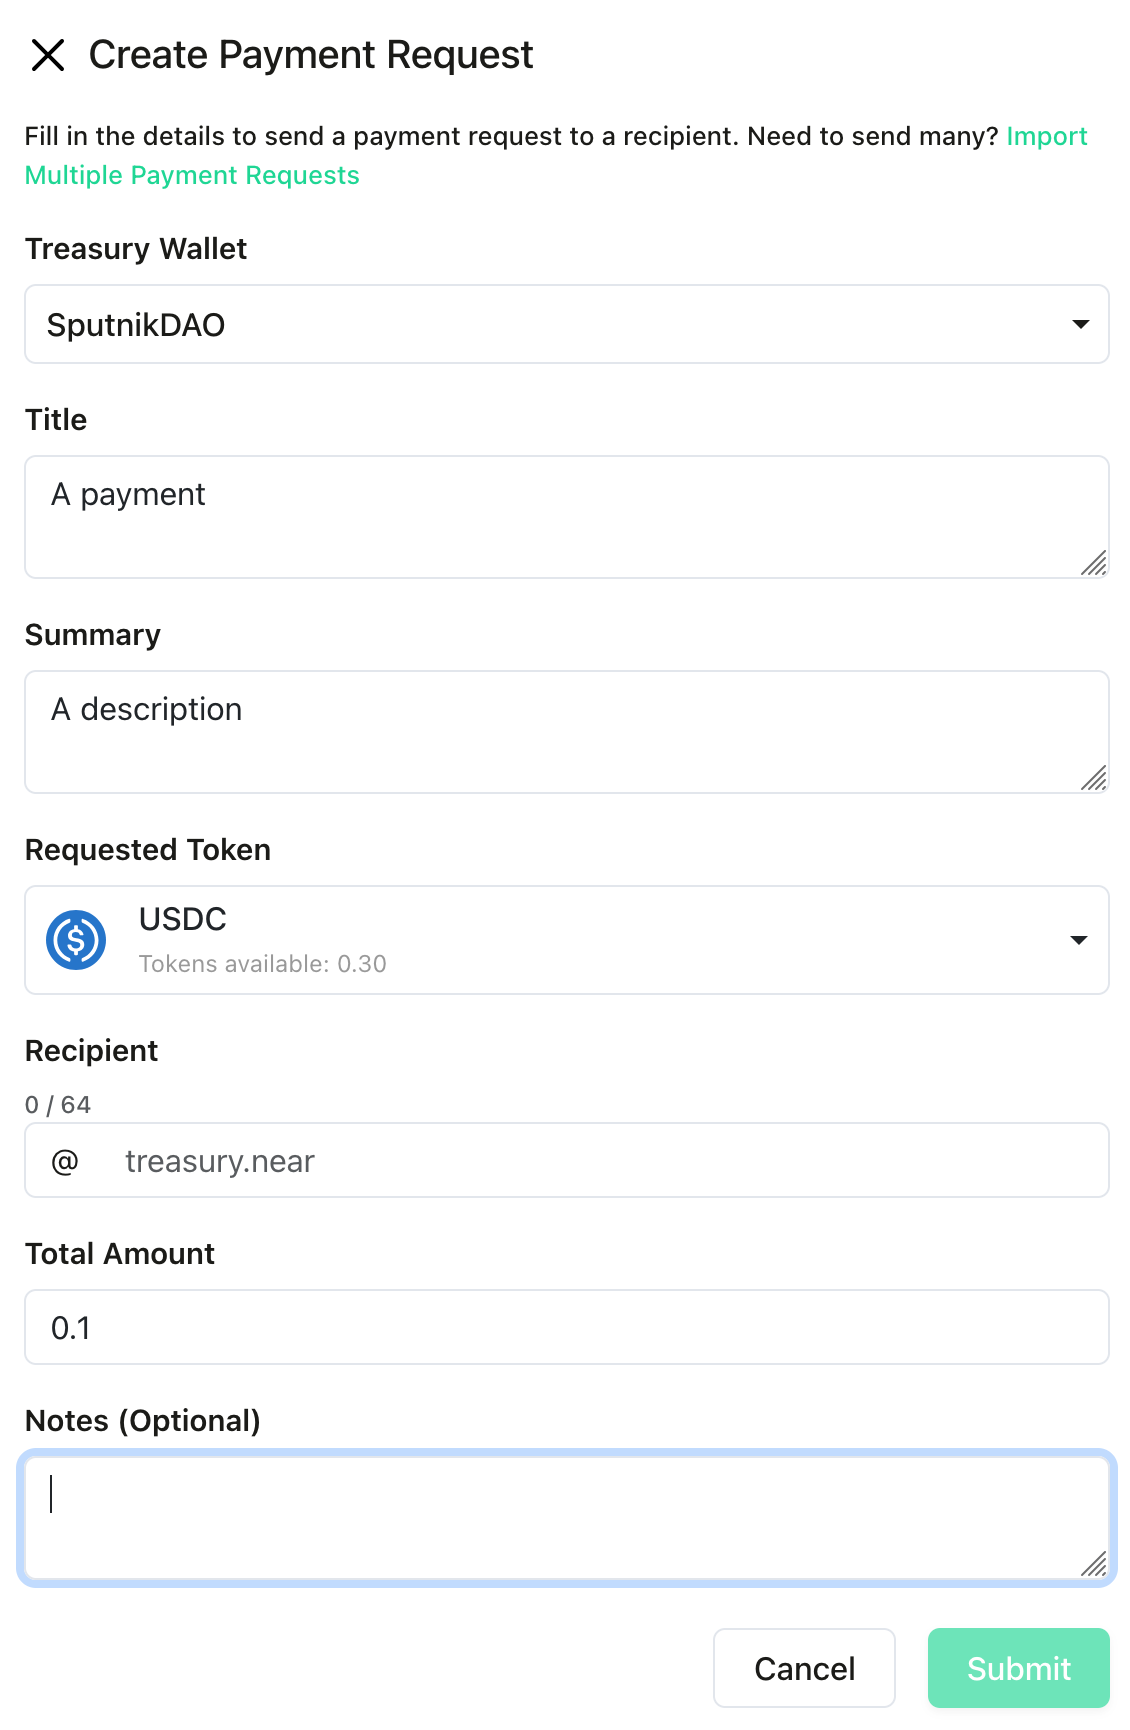 Create Payment Request
Fill in the details to send a payment request to a recipient. Need to send many? Import
Multiple Payment Requests
Treasury Wallet
SputnikDAO
Title
A payment
Summary
A description
Requested Token
USDC
Tokens available: 0.30
Recipient
0 / 64
@ treasury.near
Total Amount
0.1
Notes (Optional)
Cancel Submit